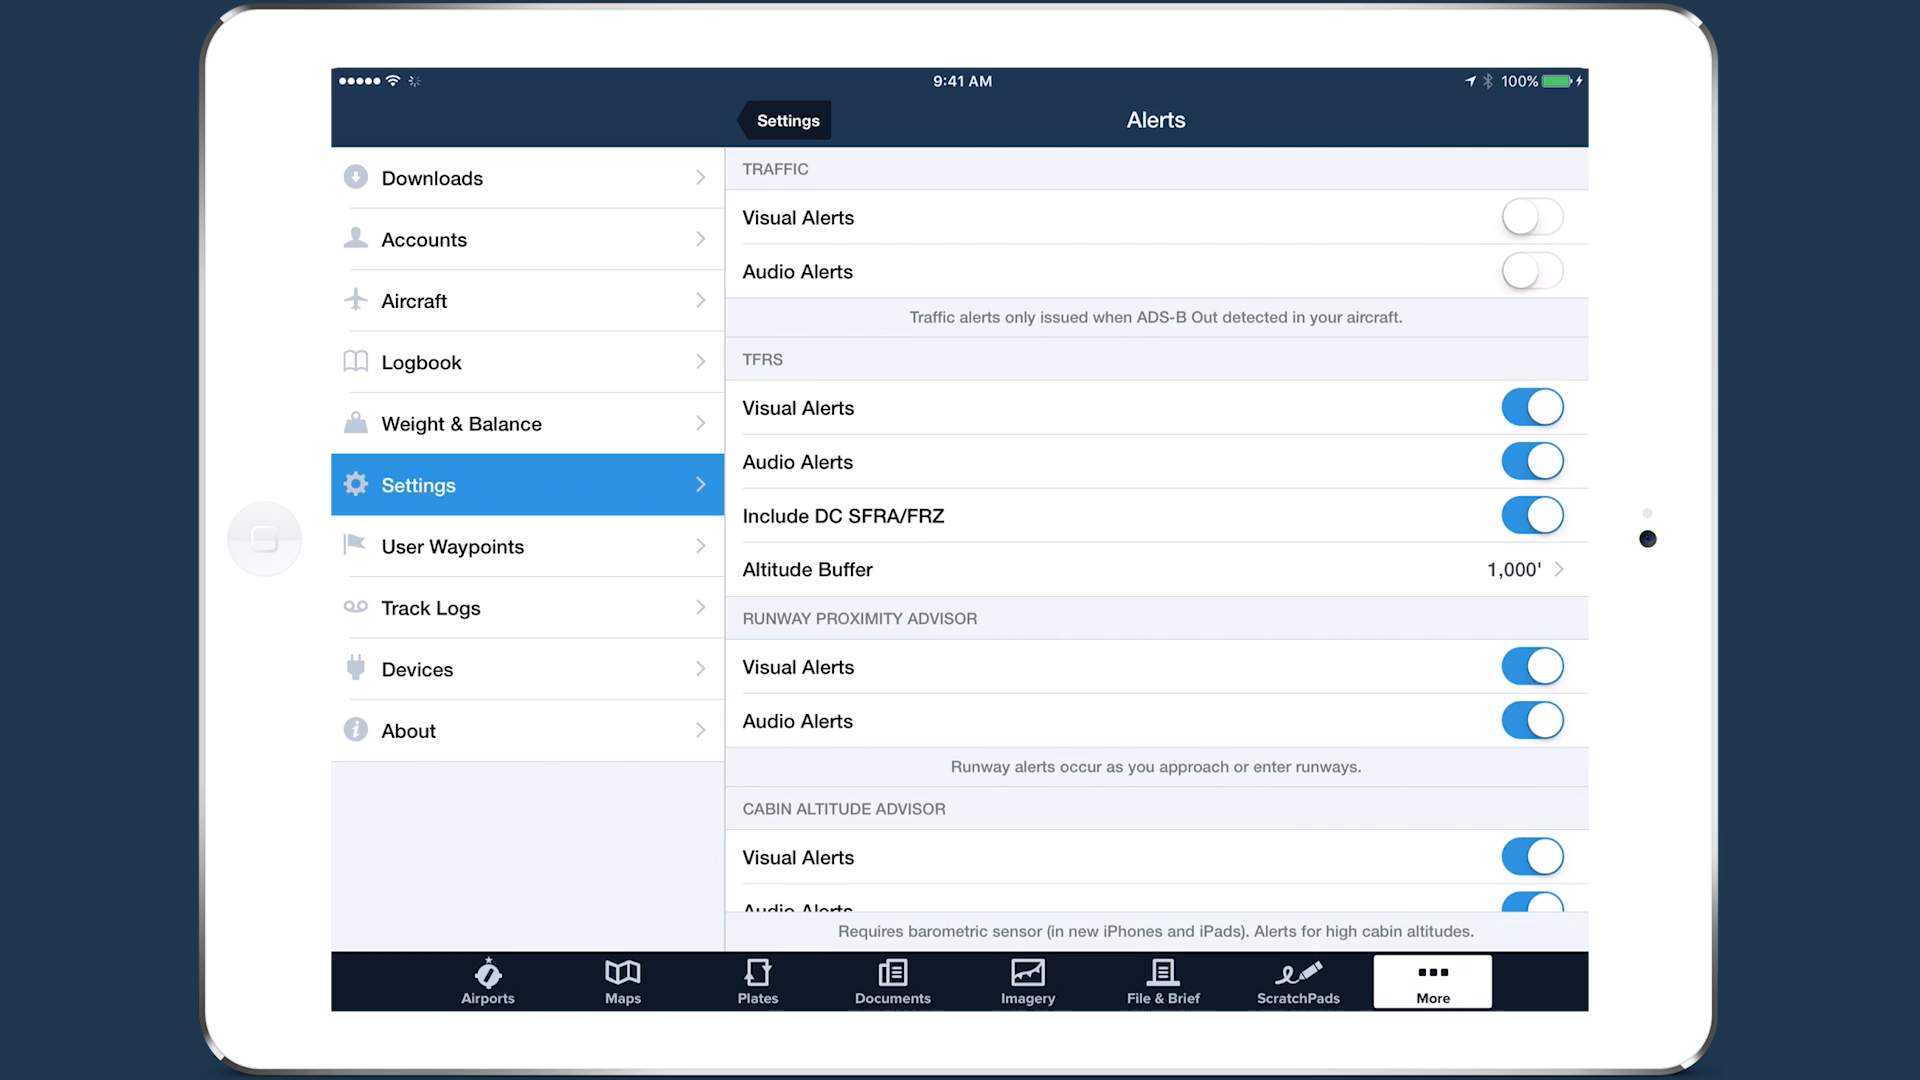 9:41 AM
100%
Settings
Alerts
Downloads
Accounts
Aircraft
Logbook
Weight & Balance
Settings
User Waypoints
Track Logs
Devices
About
TRAFFIC
Visual Alerts
Audio Alerts
Traffic alerts only issued when ADS-B Out detected in your aircraft.
TFRS
Visual Alerts
Audio Alerts
Include DC SFRA/FRZ
Altitude Buffer
1,000'
RUNWAY PROXIMITY ADVISOR
Visual Alerts
Audio Alerts
Runway alerts occur as you approach or enter runways.
CABIN ALTITUDE ADVISOR
Visual Alerts
Audio Alerts
Requires barometric sensor (in new iPhones and iPads). Alerts for high cabin altitudes.
Airports
Maps
Plates
Documents
Imagery
File & Brief
ScratchPads
More